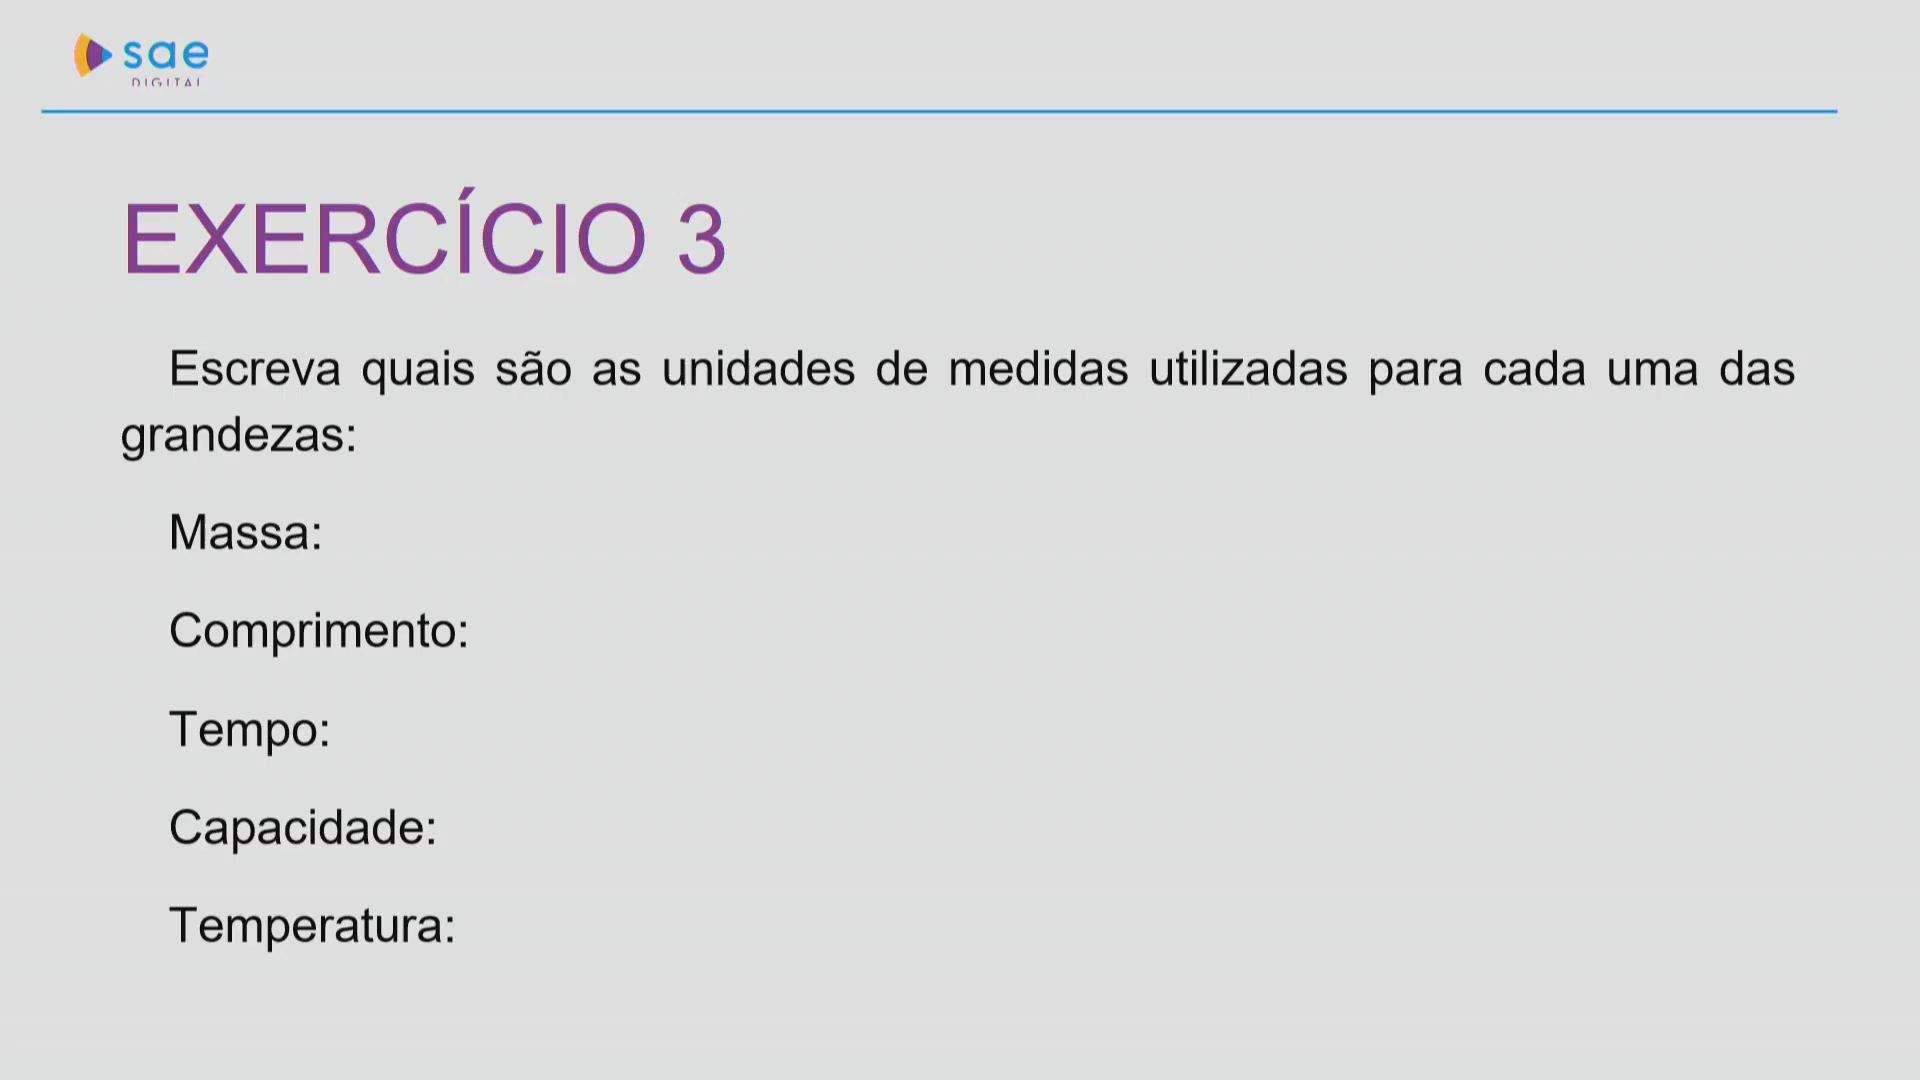 sae
DIGITAL
EXERCÍCIO 3
Escreva quais são as unidades de medidas utilizadas para cada uma das
grandezas:
Massa:
Comprimento:
Tempo:
Capacidade:
Temperatura: